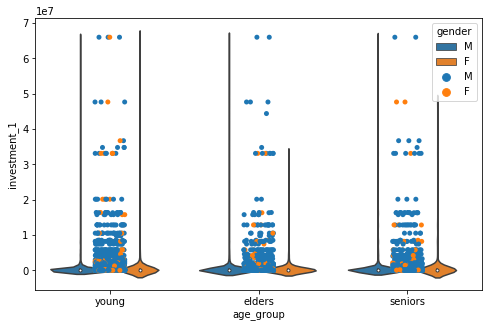 1e7
7
6
5
4
3
2
1
0
investment_1
young
elders
seniors
age_group
gender
M
F
M
F